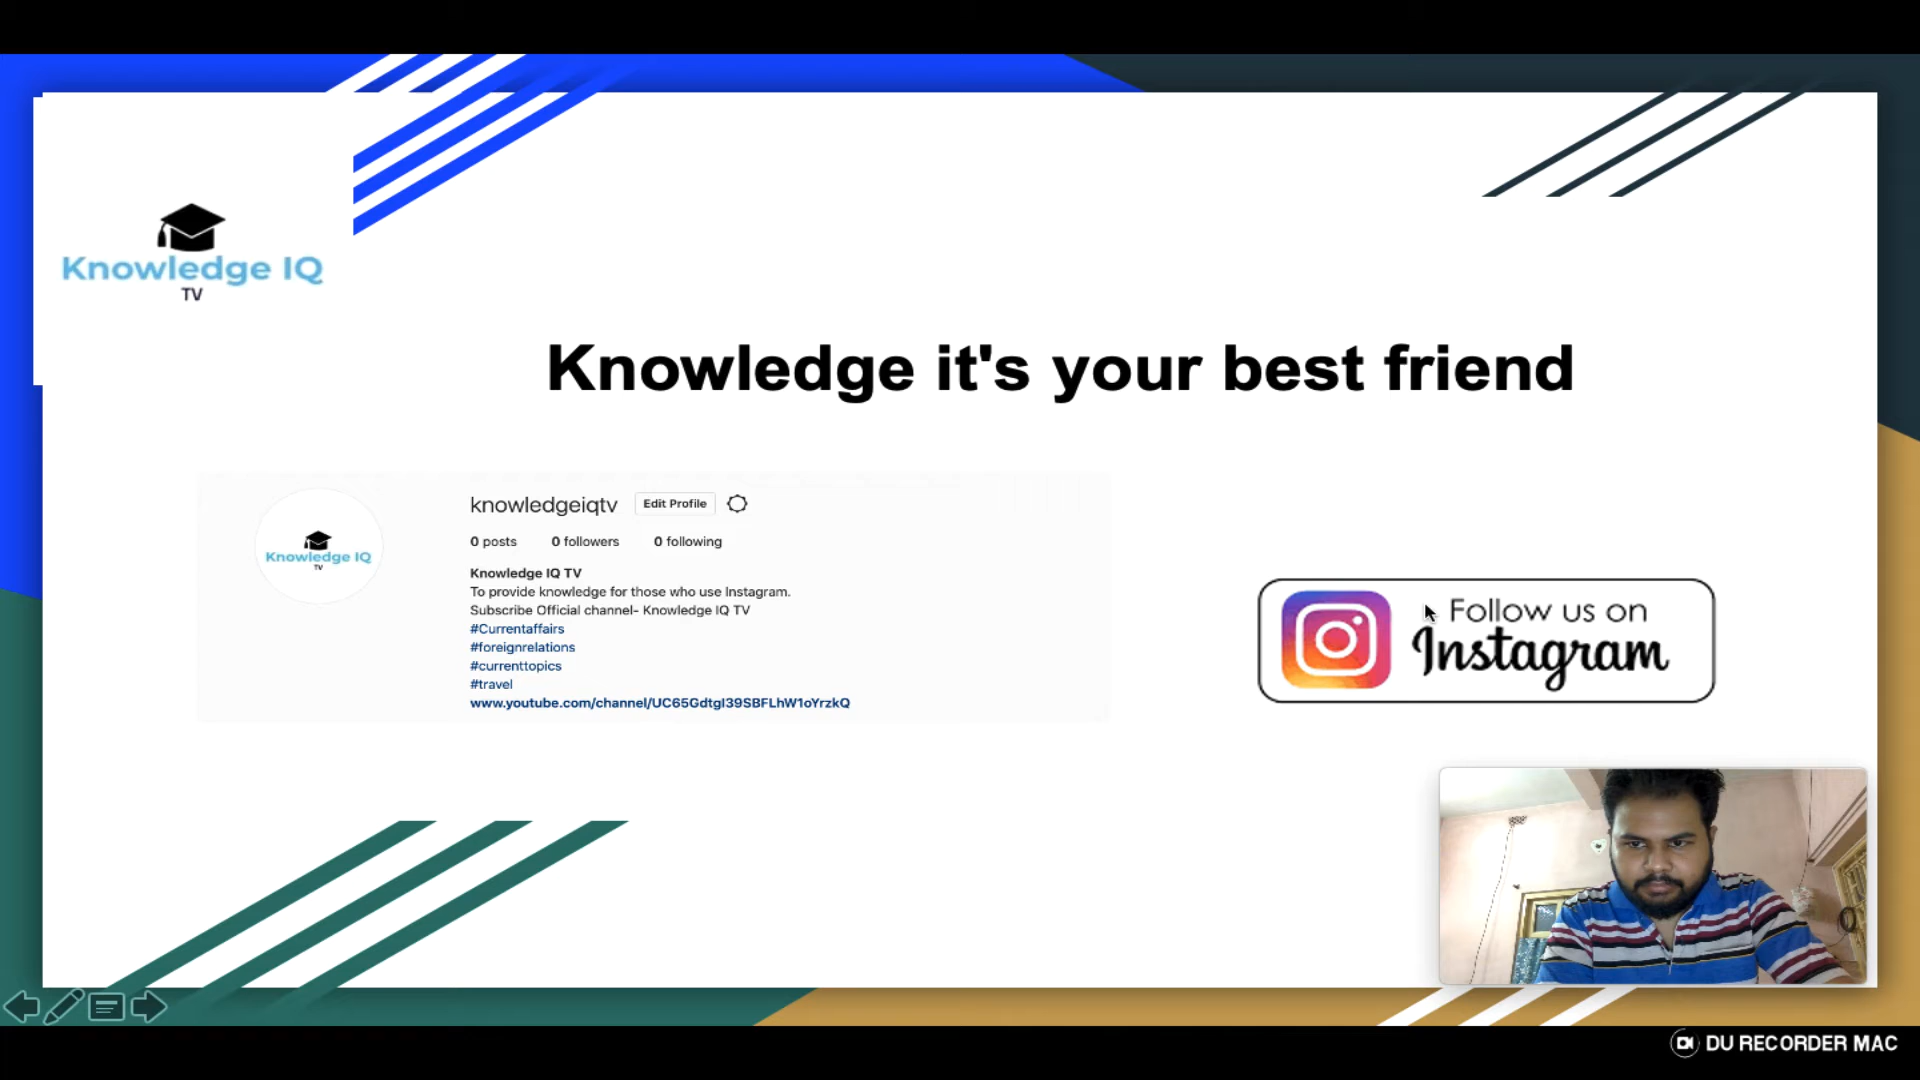 Knowledge IQ
TV
Knowledge it's your best friend
knowledgeiqtv Edit Profile
0 posts 0 followers 0 following
Knowledge IQ
TV
Knowledge IQ TV
To provide knowledge for those who use Instagram.
Subscribe Official channel- Knowledge IQ TV
#Currentaffairs
#foreignrelations
#currenttopics
#travel
www.youtube.com/channel/UC65Gdtgl39SBFLhW1oYrzkQ
Follow us on
Instagram
DU RECORDER MAC